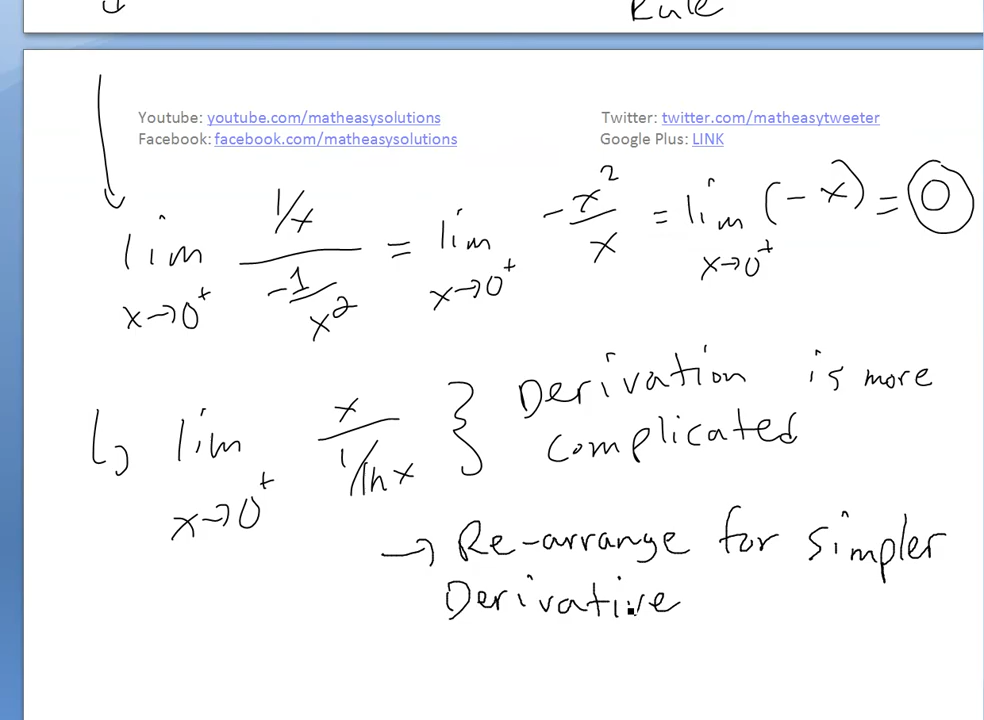 Rule
Youtube: youtube.com/matheasysolutions
Twitter: twitter.com/matheasytweeter
Facebook: facebook.com/matheasysolutions
Google Plus: LINK
lim x→0⁺ (1/x)/(-1/x²) = lim x→0⁺ -x²/x = lim x→0⁺ (-x) = 0
↳ lim x→0⁺ x/(1/ln x) } Derivation is more
complicated
→ Re-arrange for simpler
Derivative